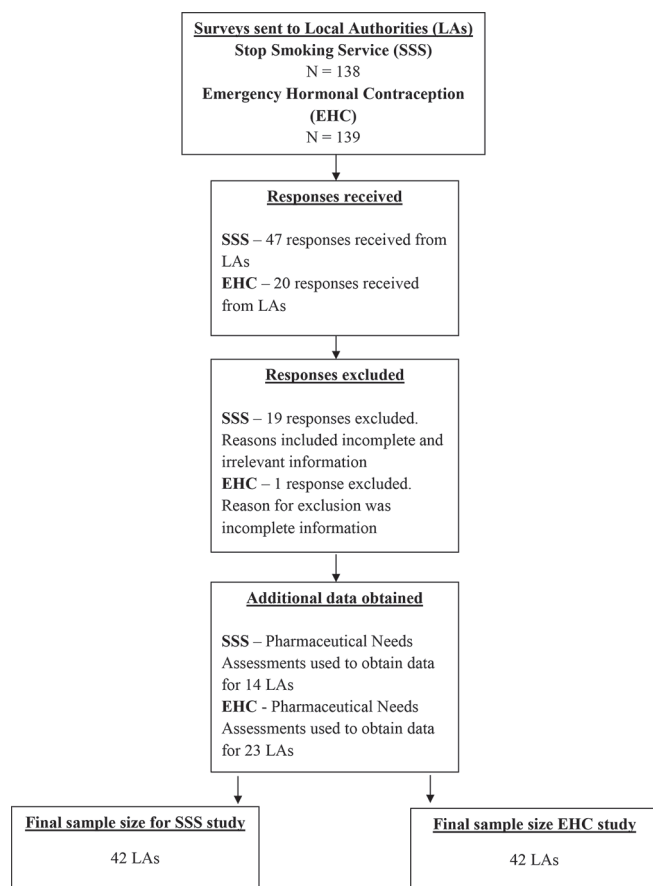 Surveys sent to Local Authorities (LAs)
Stop Smoking Service (SSS)
N = 138
Emergency Hormonal Contraception
(EHC)
N = 139
Responses received
SSS – 47 responses received from
LAs
EHC – 20 responses received
from LAs
Responses excluded
SSS – 19 responses excluded.
Reasons included incomplete and
irrelevant information
EHC – 1 response excluded.
Reason for exclusion was
incomplete information
Additional data obtained
SSS – Pharmaceutical Needs
Assessments used to obtain data
for 14 LAs
EHC - Pharmaceutical Needs
Assessments used to obtain data
for 23 LAs
Final sample size for SSS study
42 LAs
Final sample size EHC study
42 LAs